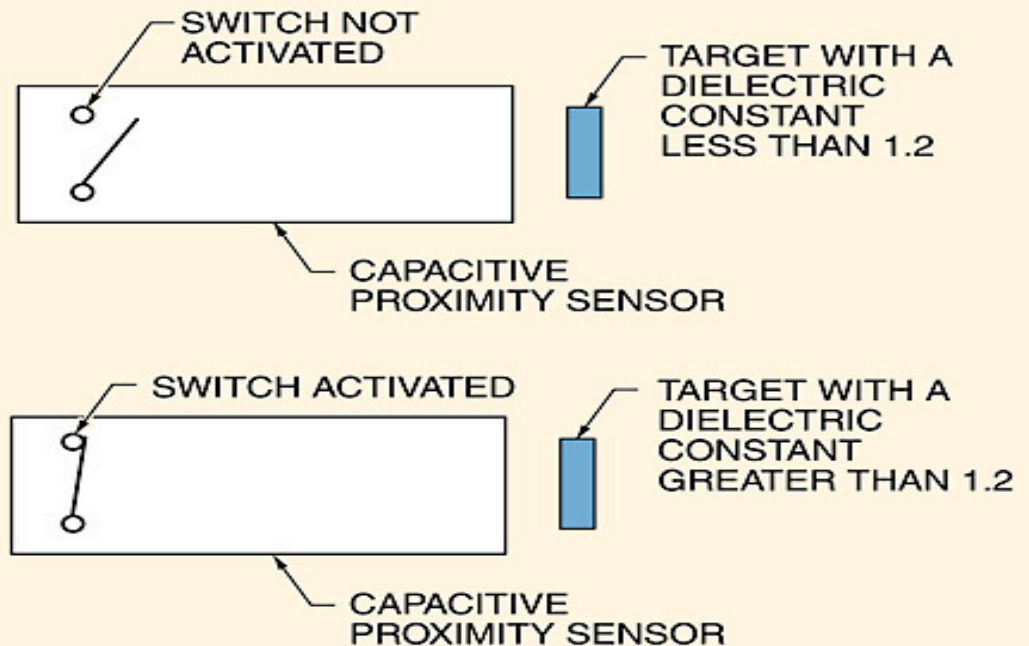 SWITCH NOT
ACTIVATED
TARGET WITH A
DIELECTRIC
CONSTANT
LESS THAN 1.2
CAPACITIVE
PROXIMITY SENSOR
SWITCH ACTIVATED
TARGET WITH A
DIELECTRIC
CONSTANT
GREATER THAN 1.2
CAPACITIVE
PROXIMITY SENSOR